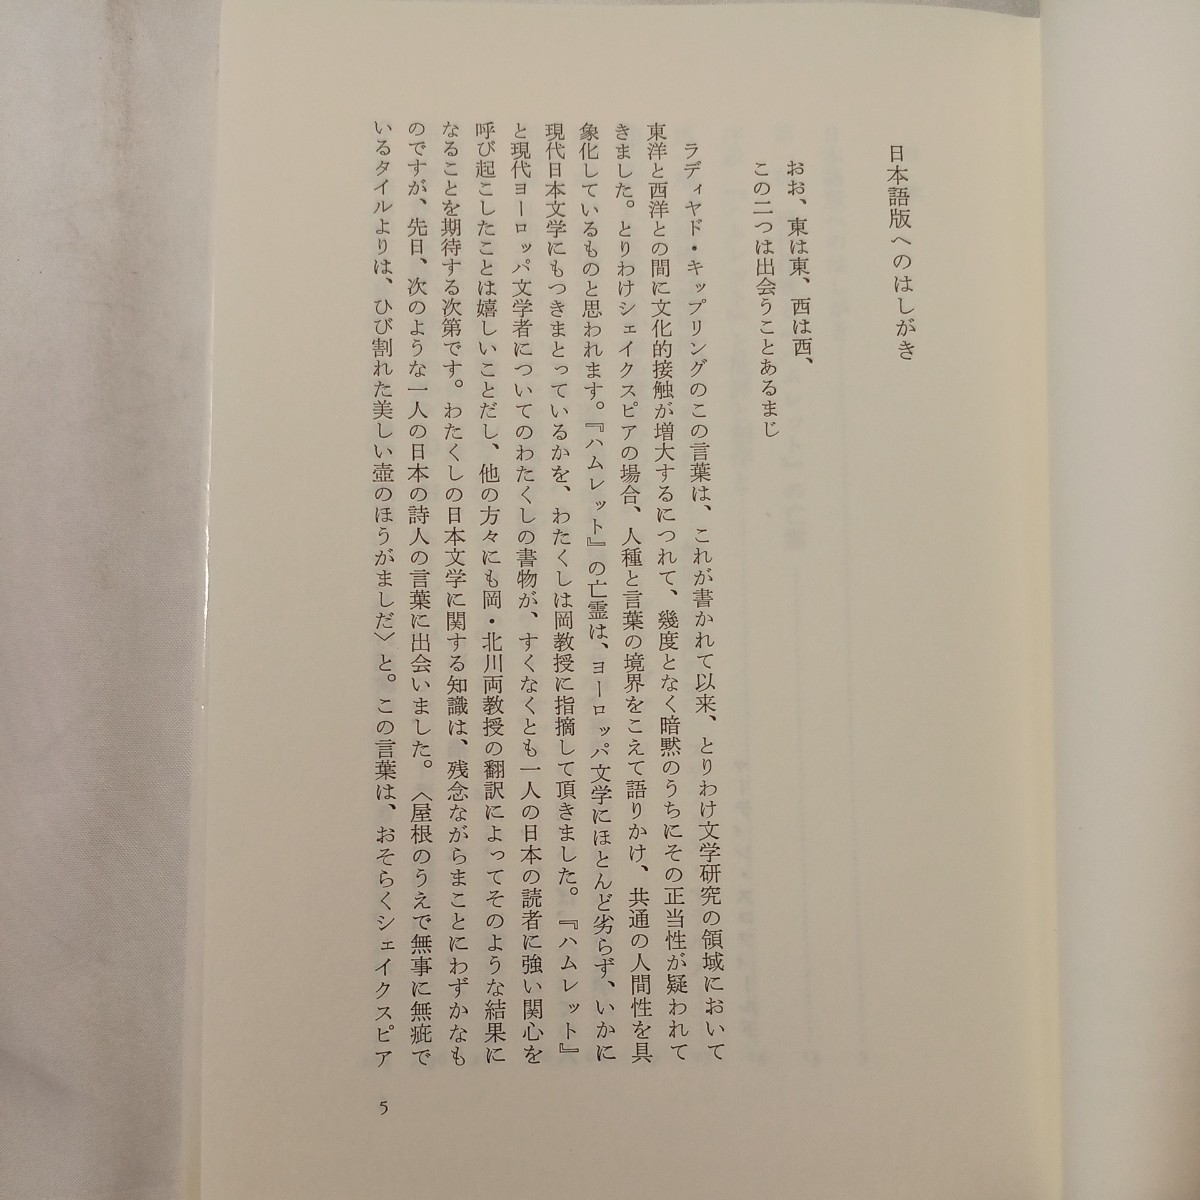 日本語版へのはしがき
おお、東は東、西は西、
この二つは出会うことあるまじ
ラディヤド・キップリングのこの言葉は、これが書かれて以来、とりわけ文学研究の領域において
東洋と西洋との間に文化的接触が増大するにつれて、幾度となく暗黙のうちにその正当性が疑われて
きました。とりわけシェイクスピアの場合、人種と言葉の境界をこえて語りかけ、共通の人間性を具
象化しているものと思われます。『ハムレット』の亡霊は、ヨーロッパ文学にほとんど劣らず、いかに
現代日本文学にもつきまとっているかを、わたくしは岡教授に指摘して頂きました。『ハムレット』
と現代ヨーロッパ文学者についてのわたくしの書物が、すくなくとも一人の日本の読者に強い関心を
呼び起こしたことは嬉しいことだし、他の方々にも岡・北川両教授の翻訳によってそのような結果に
なることを期待する次第です。わたくしの日本文学に関する知識は、残念ながらまことにわずかなも
のですが、先日、次のような一人の日本の詩人の言葉に出会いました。〈屋根のうえで無事に無疵で
いるタイルよりは、ひび割れた美しい壺のほうがましだ〉と。この言葉は、おそらくシェイクスピア
5